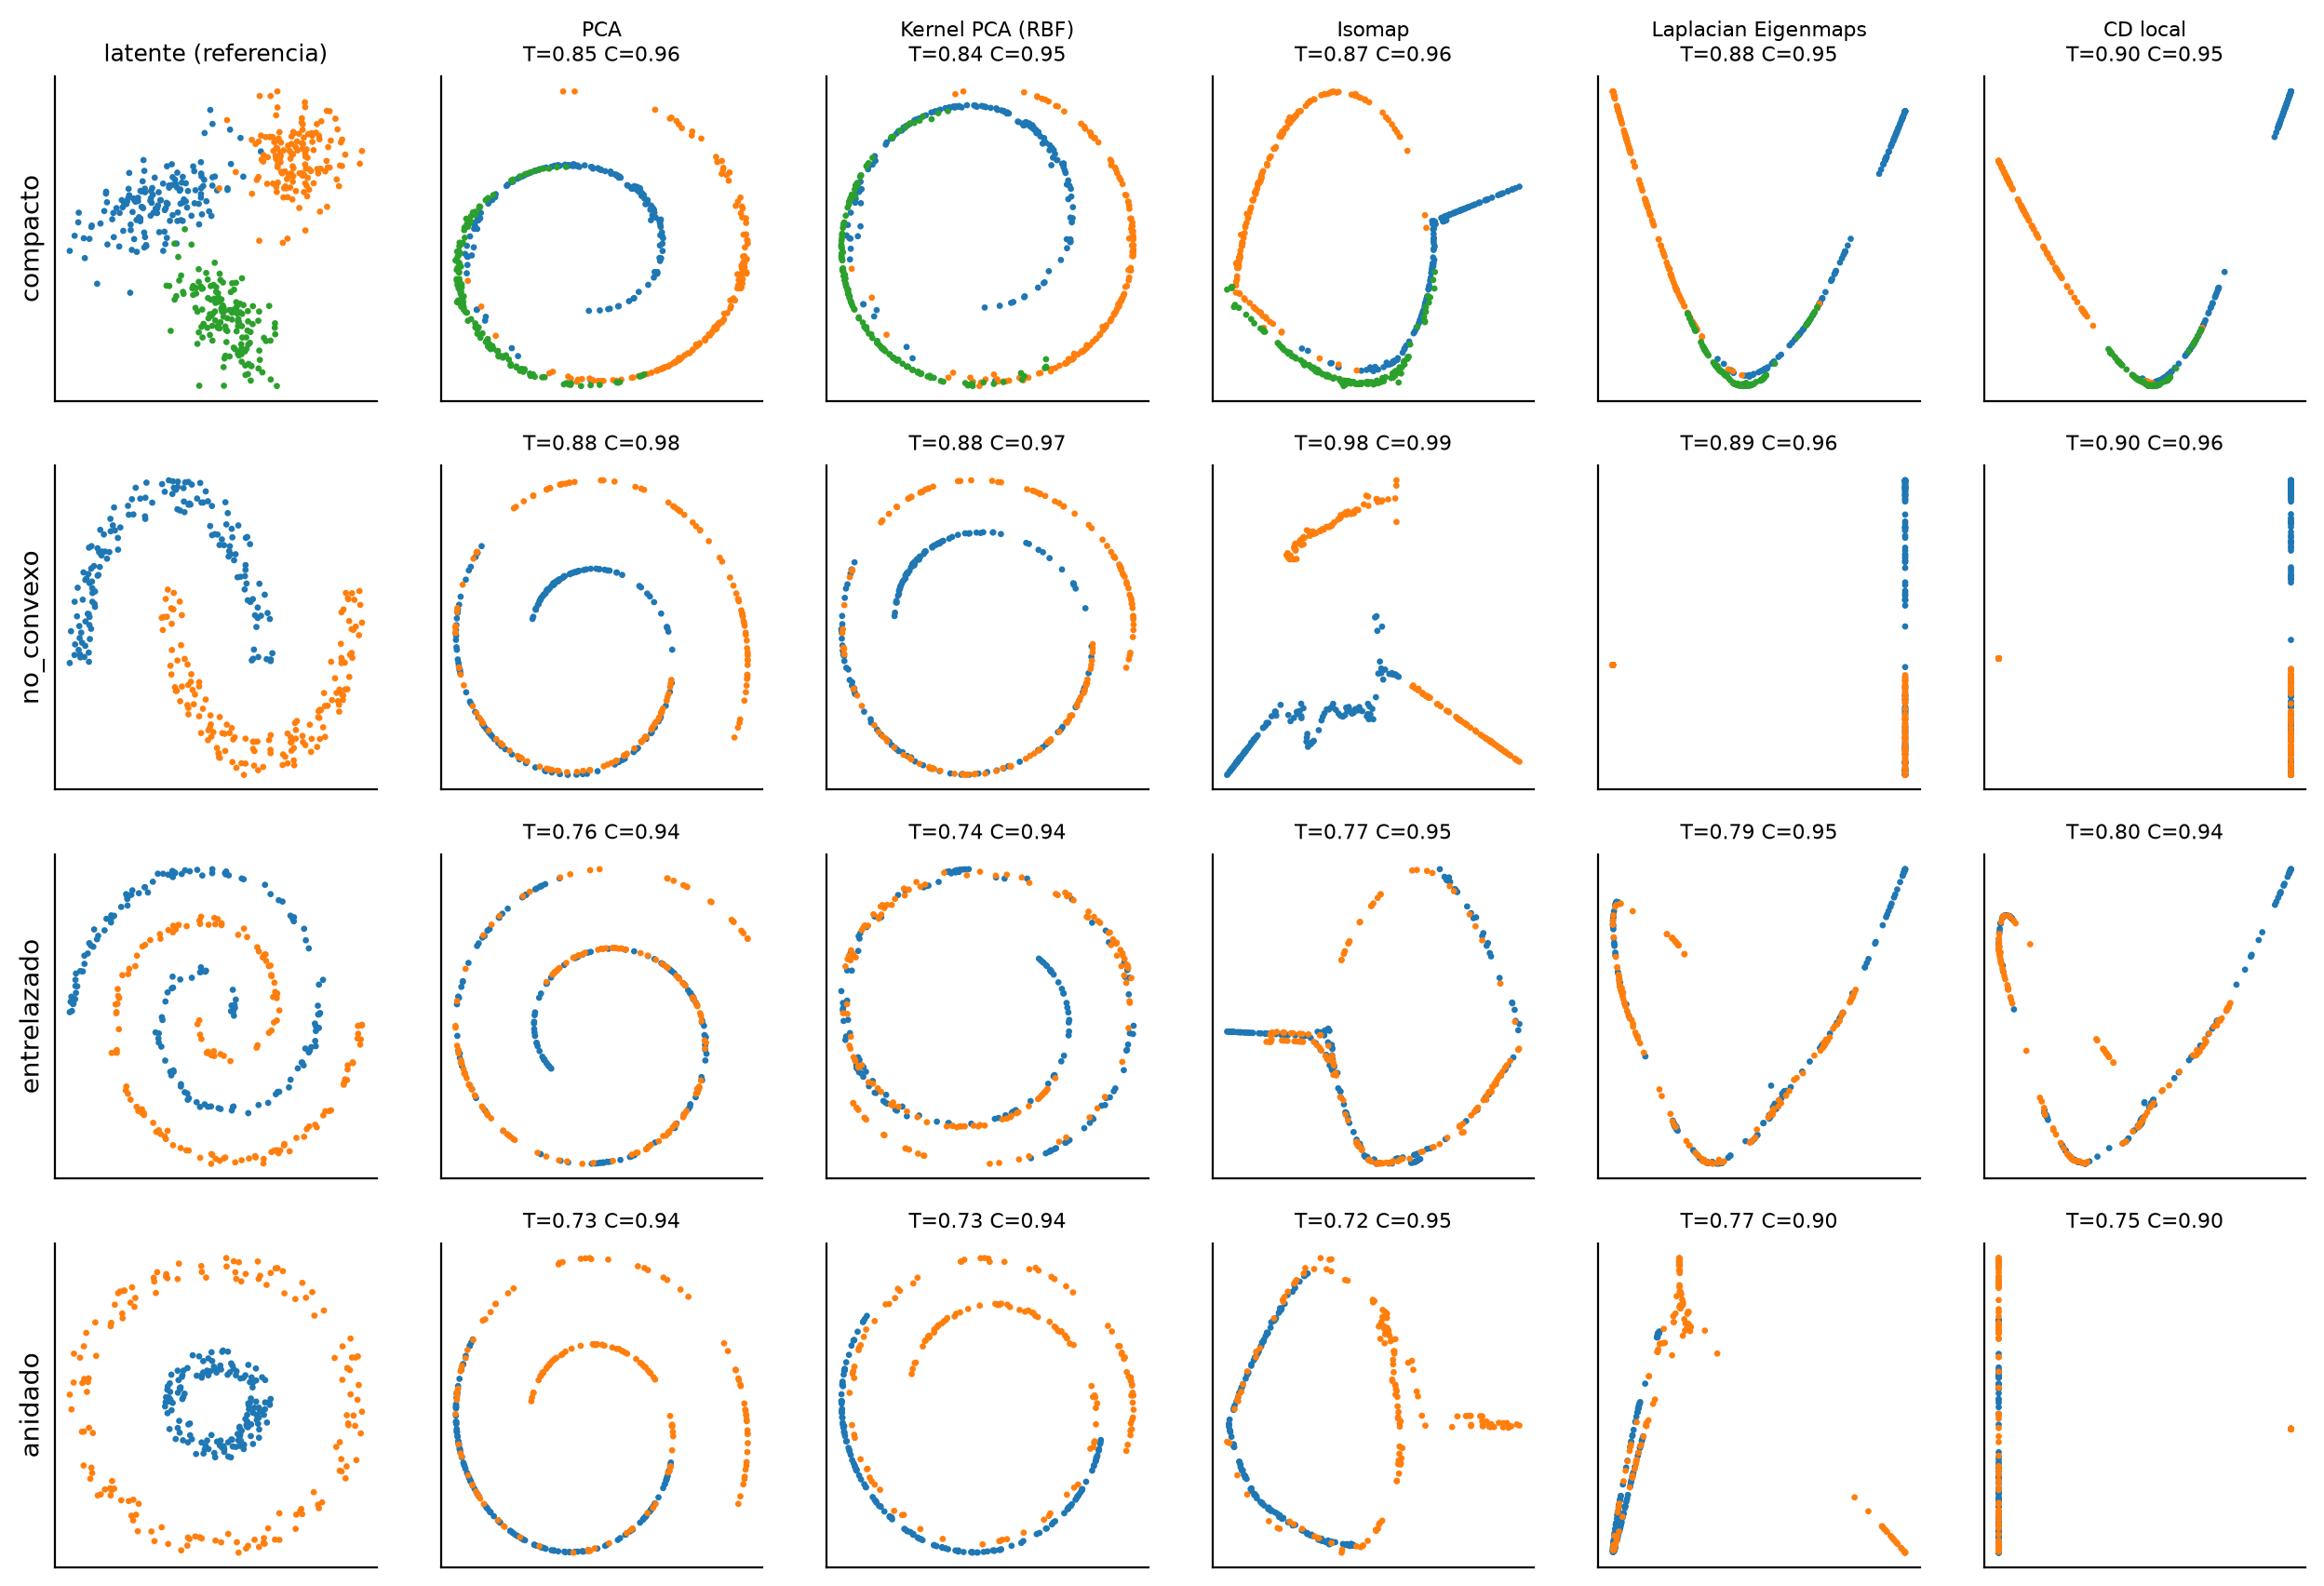 latente (referencia)
PCA
T=0.85 C=0.96
Kernel PCA (RBF)
T=0.84 C=0.95
Isomap
T=0.87 C=0.96
Laplacian Eigenmaps
T=0.88 C=0.95
CD local
T=0.90 C=0.95
compacto
T=0.88 C=0.98
T=0.88 C=0.97
T=0.98 C=0.99
T=0.89 C=0.96
T=0.90 C=0.96
no_convexo
T=0.76 C=0.94
T=0.74 C=0.94
T=0.77 C=0.95
T=0.79 C=0.95
T=0.80 C=0.94
entrelazado
T=0.73 C=0.94
T=0.73 C=0.94
T=0.72 C=0.95
T=0.77 C=0.90
T=0.75 C=0.90
anidado